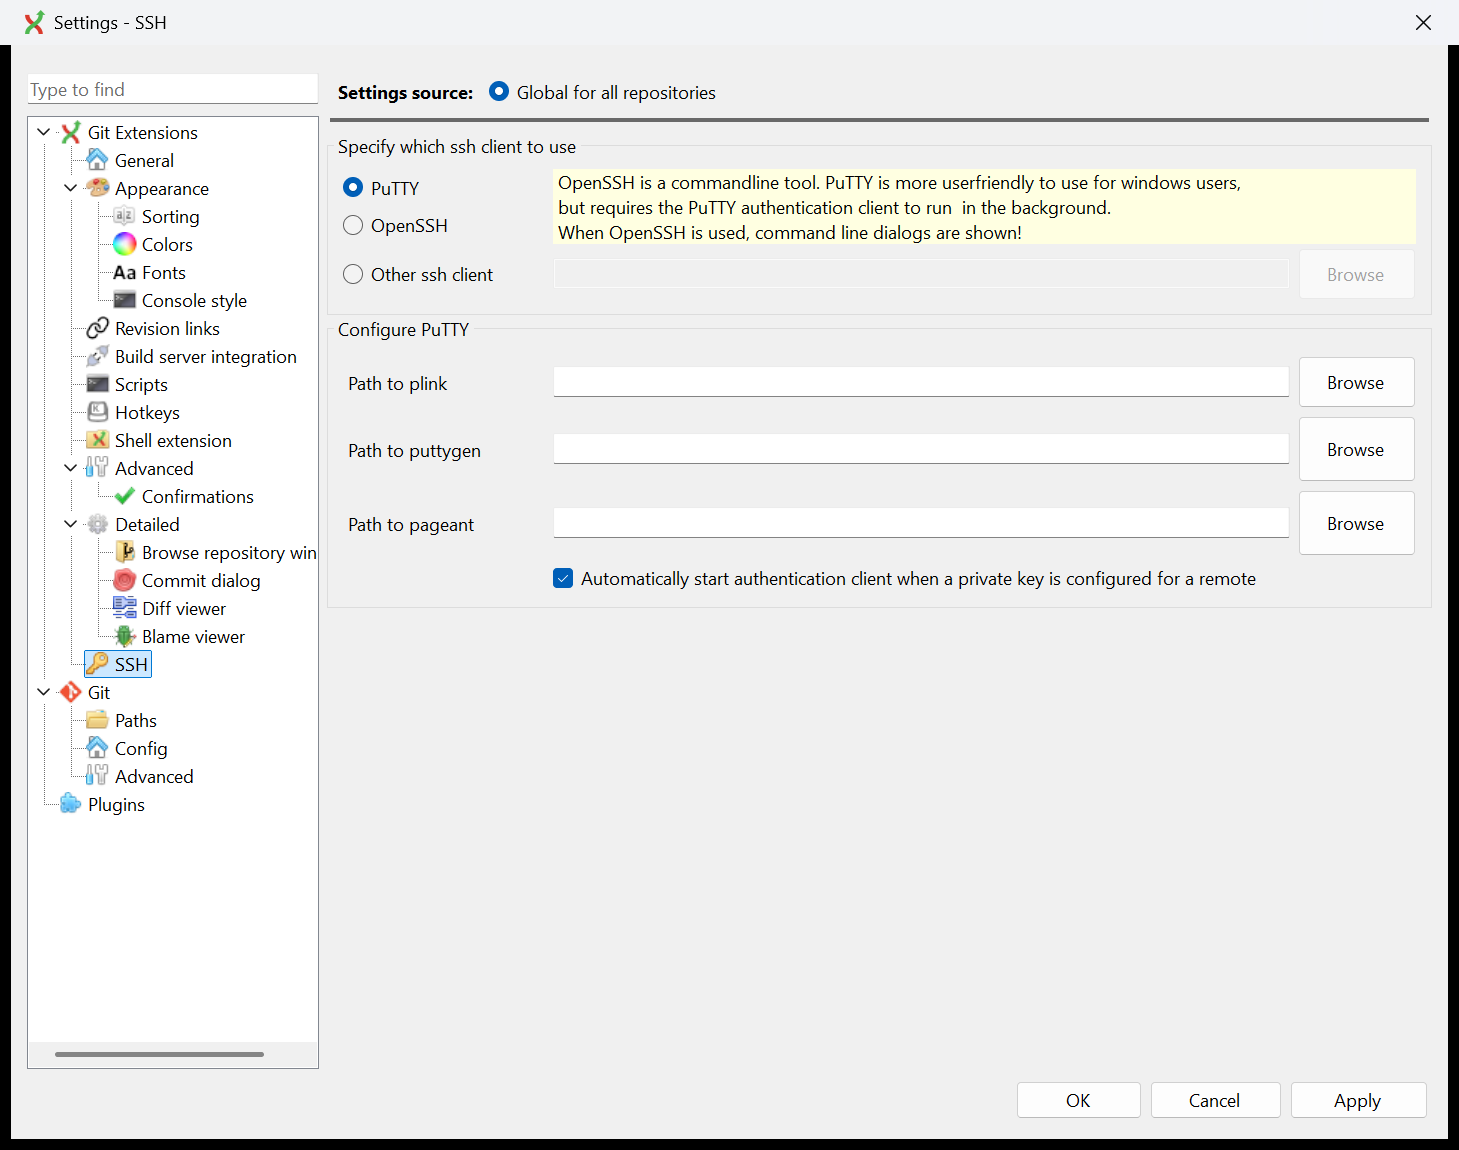 Settings - SSH
Type to find
Git Extensions
General
Appearance
Sorting
Colors
Aa Fonts
Console style
Revision links
Build server integration
Scripts
Hotkeys
Shell extension
Advanced
Confirmations
Detailed
Browse repository win
Commit dialog
Diff viewer
Blame viewer
SSH
Git
Paths
Config
Advanced
Plugins
Settings source: Global for all repositories
Specify which ssh client to use
PuTTY
OpenSSH
OpenSSH is a commandline tool. PuTTY is more userfriendly to use for windows users,
but requires the PuTTY authentication client to run  in the background.
When OpenSSH is used, command line dialogs are shown!
Other ssh client
Browse
Configure PuTTY
Path to plink
Browse
Path to puttygen
Browse
Path to pageant
Browse
Automatically start authentication client when a private key is configured for a remote
OK
Cancel
Apply